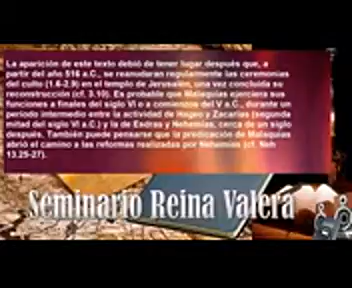 La aparición de este texto debió de tener lugar después que, a
partir del año 516 a.C., se reanudaran regularmente las ceremonias
del culto (1.6-2.9) en el templo de Jerusalén, una vez concluida su
reconstrucción (cf. 3.10). Es probable que Malaquías ejerciera sus
funciones a finales del siglo VI o a comienzos del V a.C., durante un
período intermedio entre la actividad de Hageo y Zacarías (segunda
mitad del siglo VI a.C.) y la de Esdras y Nehemías, cerca de un siglo
después. También puede pensarse que la predicación de Malaquías
abrió el camino a las reformas realizadas por Nehemías (cf. Neh
13.25-27).
Seminario Reina Valera